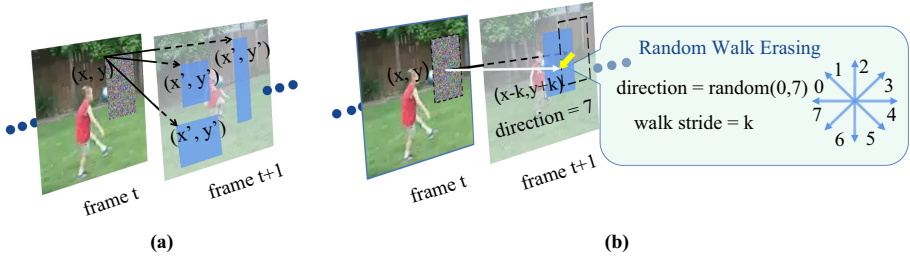 (x, y)
(x', y')
(x', y')
(x', y')
frame t
frame t+1
(a)
(x, y)
(x-k,y+k)
direction = 7
frame t
frame t+1
(b)
Random Walk Erasing
direction = random(0,7)
walk stride = k
0
1
2
3
4
5
6
7